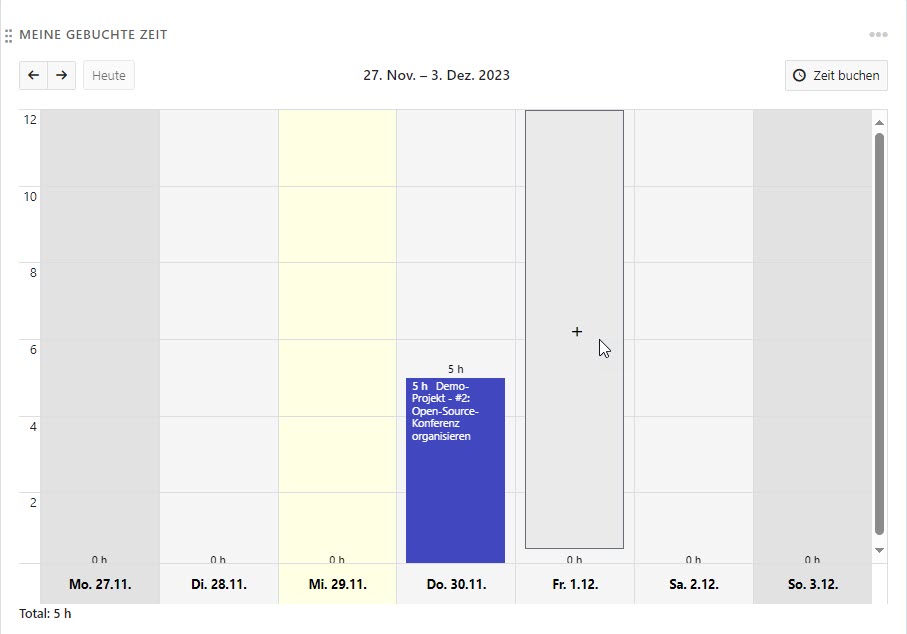 MEINE GEBUCHTE ZEIT
Heute
27. Nov. – 3. Dez. 2023
Zeit buchen
12
10
8
6
4
2
5 h
5 h Demo-
Projekt - #2:
Open-Source-
Konferenz
organisieren
0 h
0 h
0 h
0 h
0 h
0 h
Mo. 27.11.
Di. 28.11.
Mi. 29.11.
Do. 30.11.
Fr. 1.12.
Sa. 2.12.
So. 3.12.
Total: 5 h